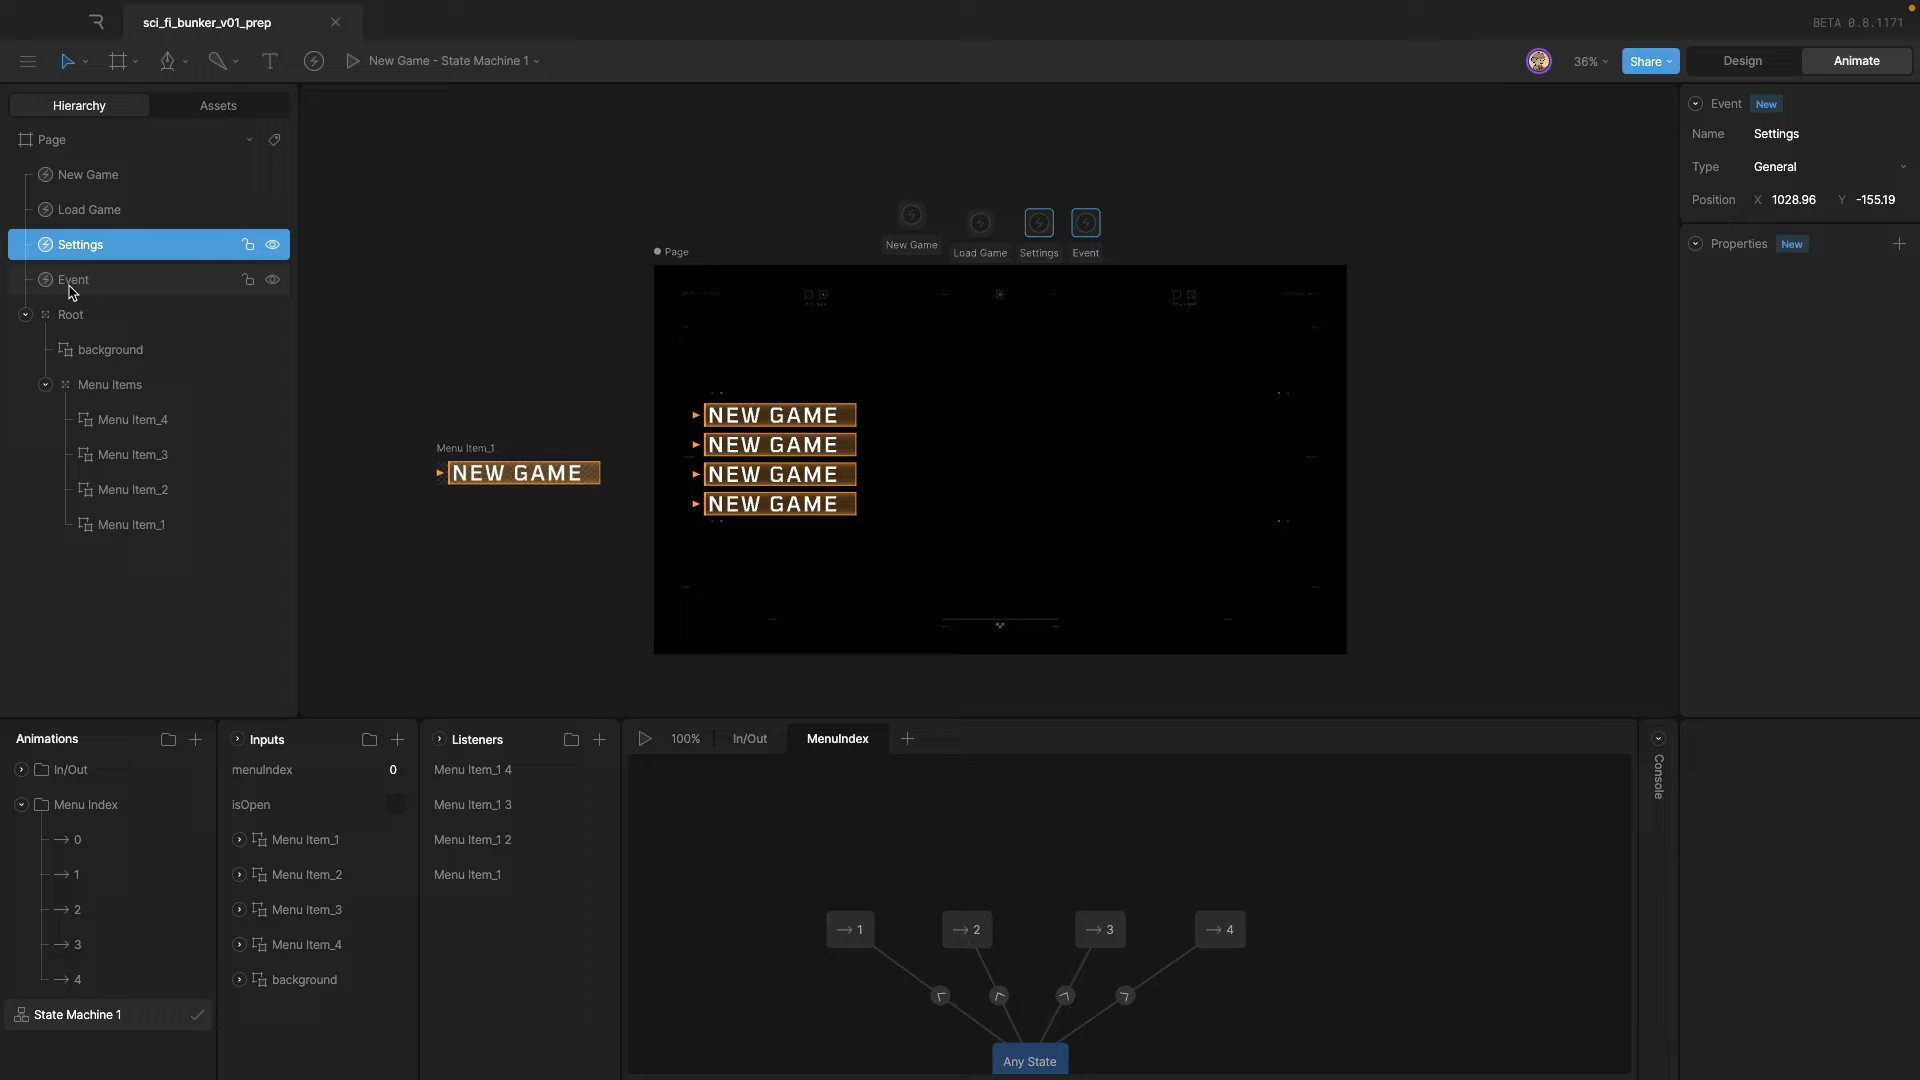 sci_fi_bunker_v01_prep
BETA 0.8.1171
New Game - State Machine 1
36%
Share
Design
Animate
Hierarchy
Assets
Page
New Game
Load Game
Settings
Event
Root
background
Menu Items
Menu Item_4
Menu Item_3
Menu Item_2
Menu Item_1
New Game
Load Game
Settings
Event
Page
NEW GAME
NEW GAME
NEW GAME
NEW GAME
Menu Item_1
NEW GAME
Event New
Name Settings
Type General
Position X 1028.96 Y -155.19
Properties New
Animations
In/Out
Menu Index
0
1
2
3
4
State Machine 1
Inputs
menuIndex 0
isOpen
Menu Item_1
Menu Item_2
Menu Item_3
Menu Item_4
background
Listeners
Menu Item_1 4
Menu Item_1 3
Menu Item_1 2
Menu Item_1
100%
In/Out
MenuIndex
1
2
3
4
Any State
Console